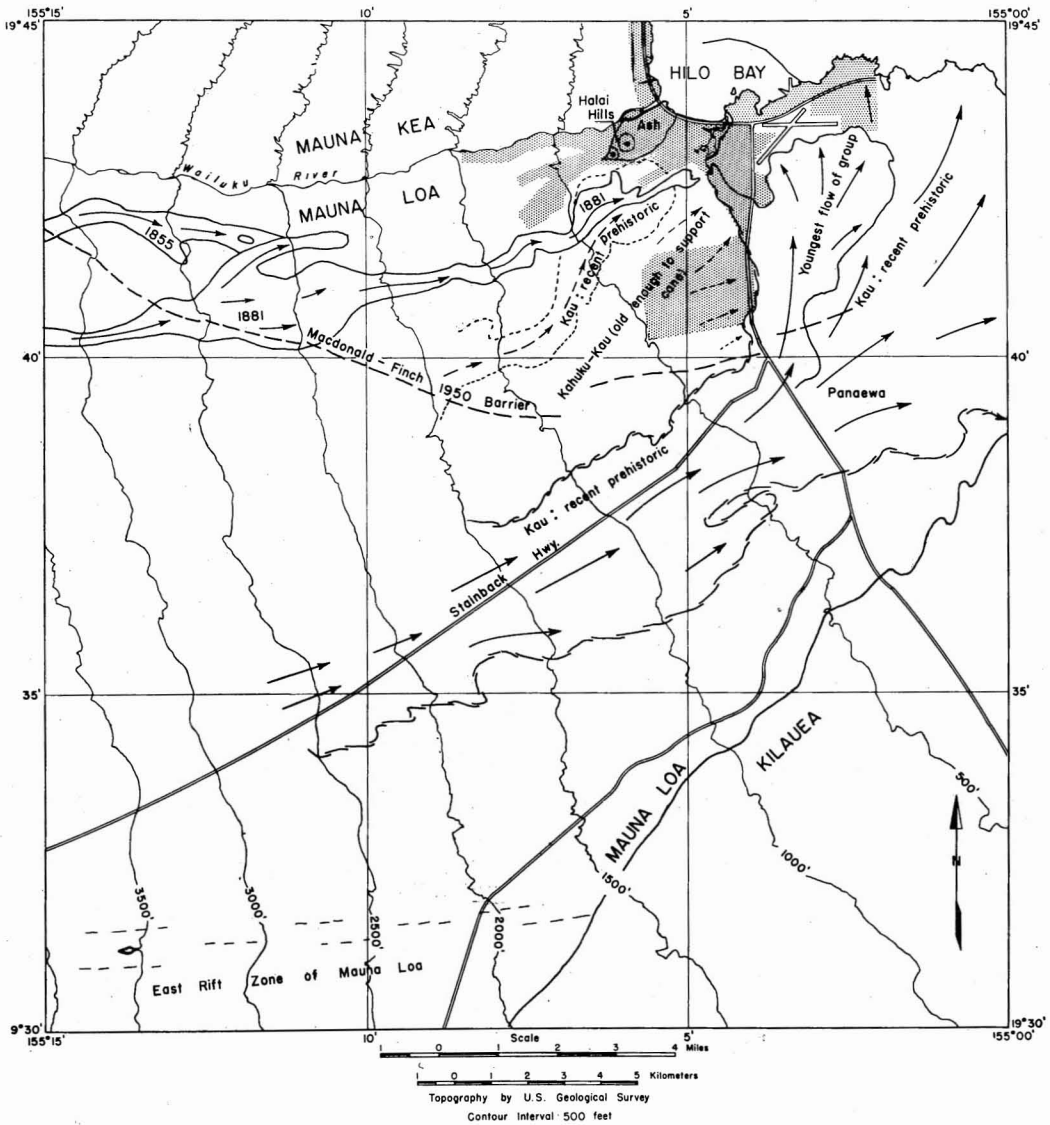 155°15'
10'
5'
155°00'
19°45'
19°45'
HILO BAY
Halai
Hills
Ash
MAUNA KEA
Wailuku River
MAUNA LOA
1855
1881
1881
Kau: recent prehistoric
Kahuku-Kau (old enough to support
cane)
Youngest flow of group
Kau: recent prehistoric
Macdonald-Finch 1950 Barrier
40'
Panaewa
Kau: recent prehistoric
Stainback Hwy.
35'
35'
MAUNA LOA
KILAUEA
500'
1000'
1500'
2000'
2500'
3000'
3500'
N
East Rift Zone of Mauna Loa
9°30'
19°30'
155°15'
10'
5'
155°00'
Scale
1 0 1 2 3 4 Miles
1 0 1 2 3 4 5 Kilometers
Topography by U.S. Geological Survey
Contour Interval 500 feet